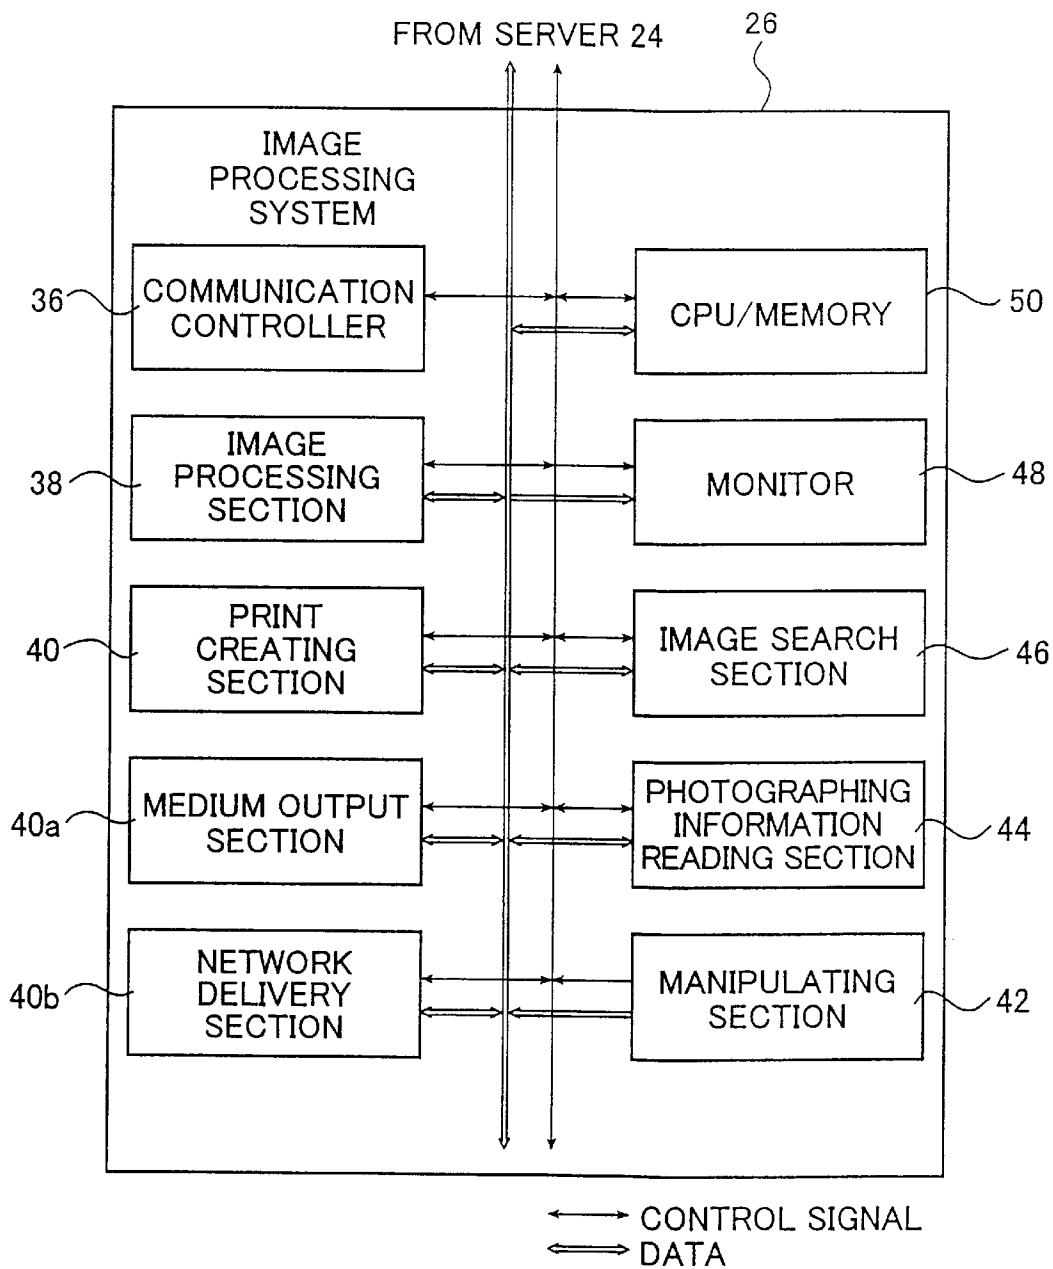 FROM SERVER 24
26
IMAGE
PROCESSING
SYSTEM
36
COMMUNICATION
CONTROLLER
CPU/MEMORY
50
38
IMAGE
PROCESSING
SECTION
MONITOR
48
40
PRINT
CREATING
SECTION
IMAGE SEARCH
SECTION
46
40a
MEDIUM OUTPUT
SECTION
PHOTOGRAPHING
INFORMATION
READING SECTION
44
40b
NETWORK
DELIVERY
SECTION
MANIPULATING
SECTION
42
CONTROL SIGNAL
DATA